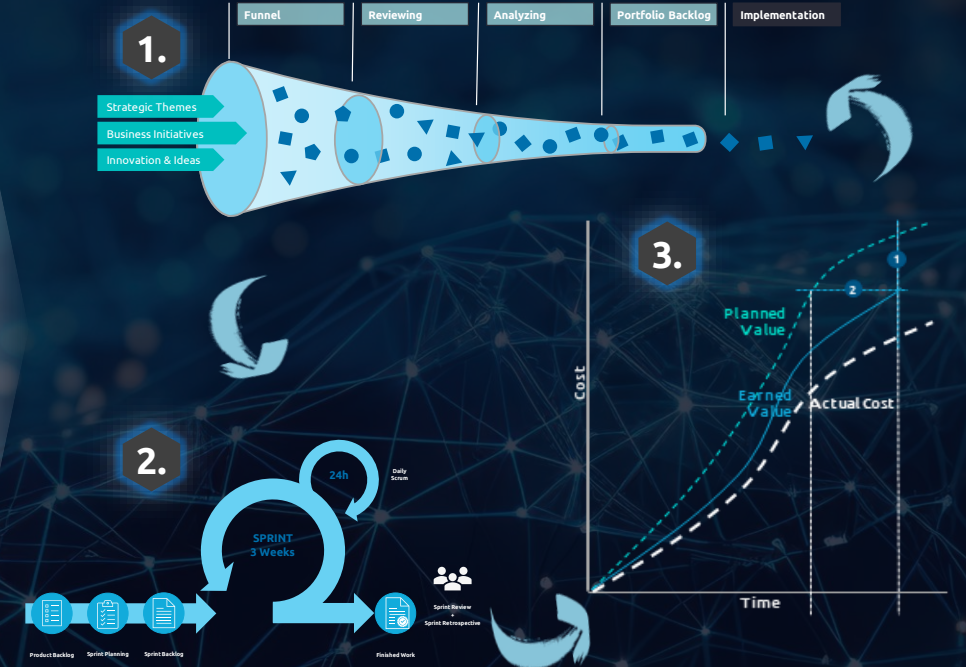 1.
Funnel
Reviewing
Analyzing
Portfolio Backlog
Implementation
Strategic Themes
Business Initiatives
Innovation & Ideas
2.
24h
Daily
Scrum
SPRINT
3 Weeks
Sprint Review
+
Sprint Retrospective
Product Backlog
Sprint Planning
Sprint Backlog
Finished Work
3.
1
2
Planned
Value
Cost
Earned
Value
Actual Cost
Time